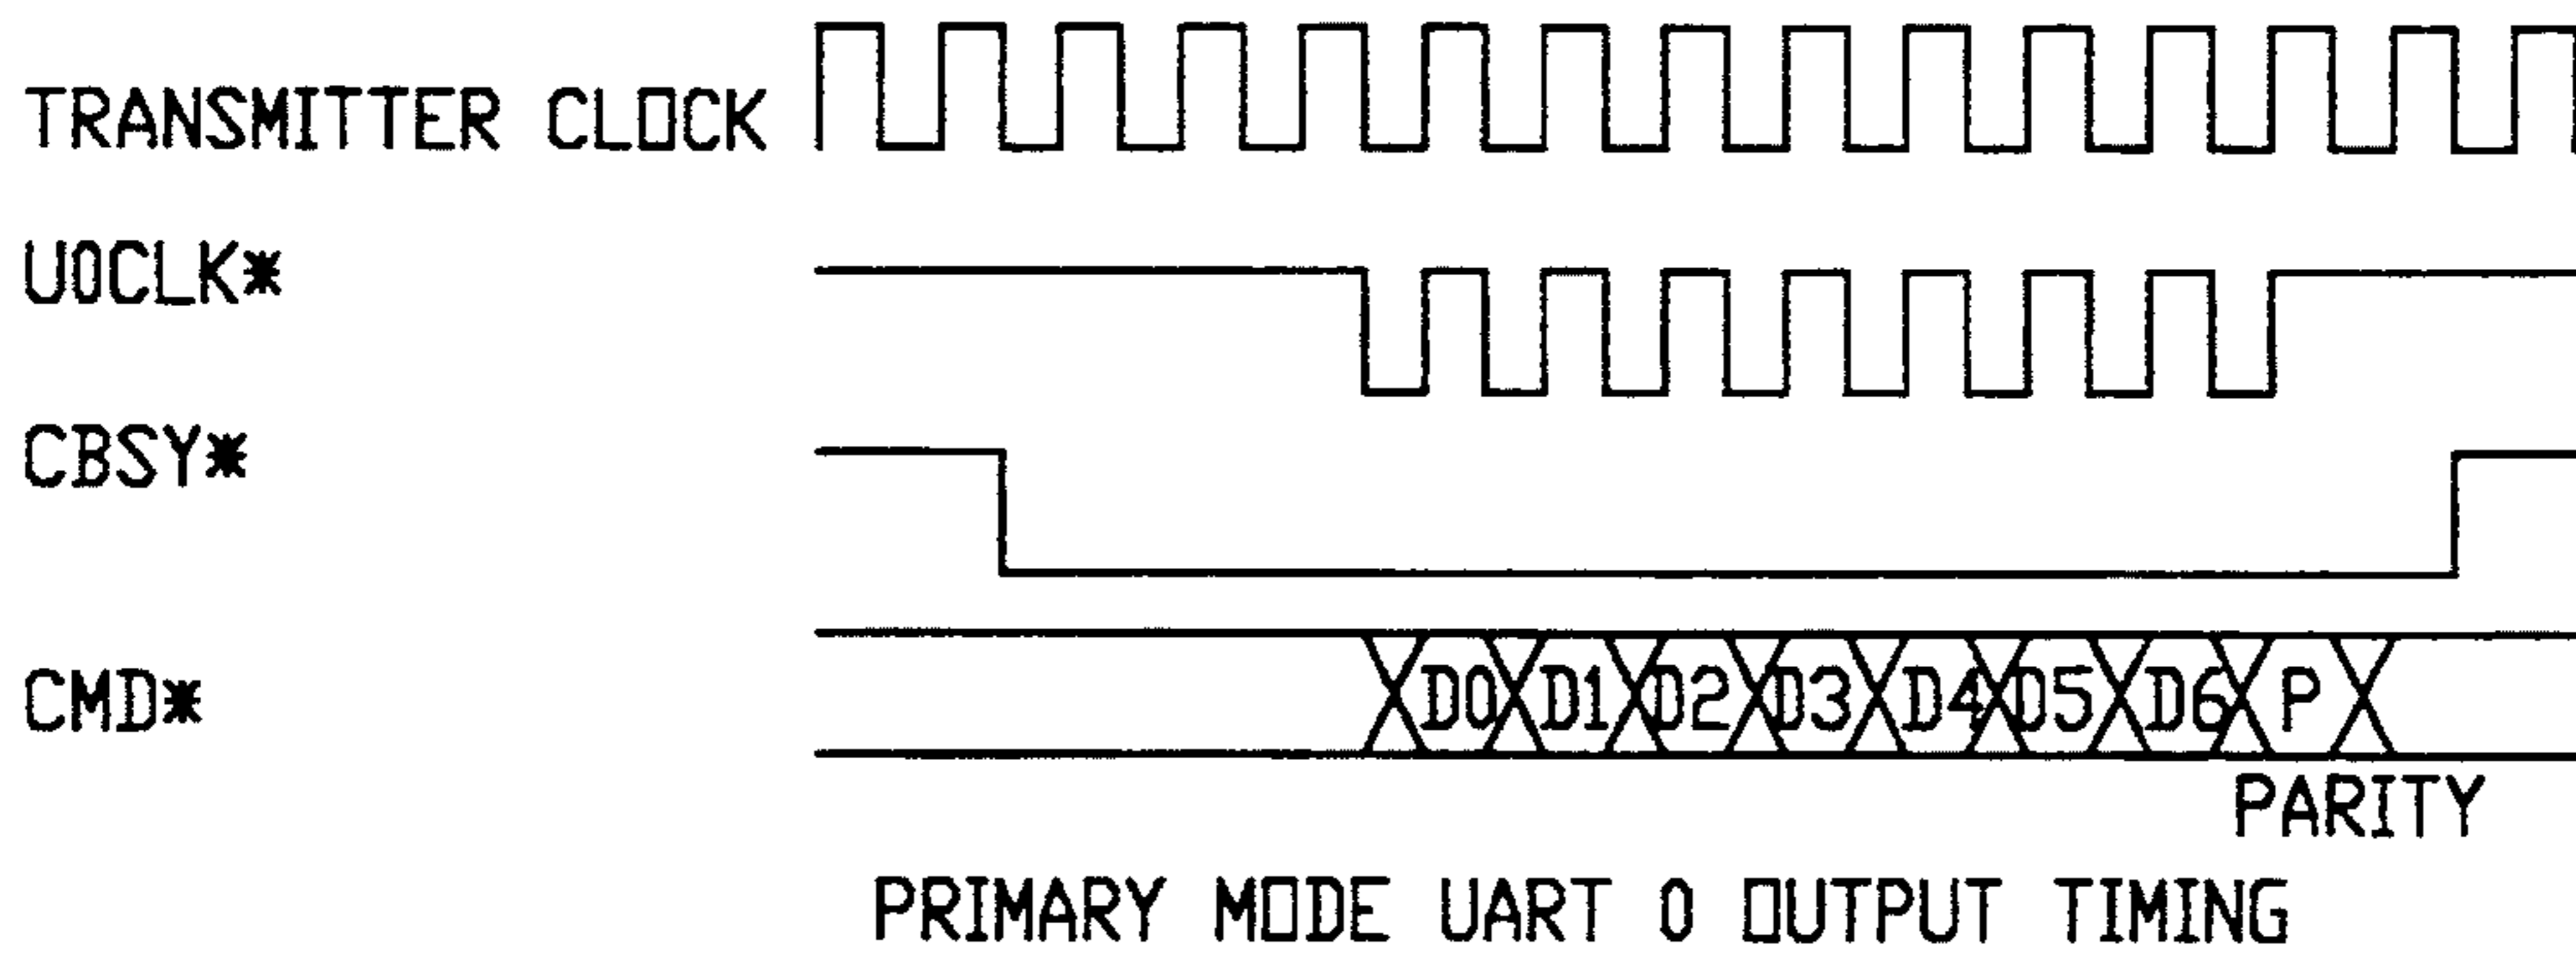 TRANSMITTER CLOCK
U0CLK*
CBSY*
CMD*
D0 D1 D2 D3 D4 D5 D6 P
PARITY
PRIMARY MODE UART 0 OUTPUT TIMING